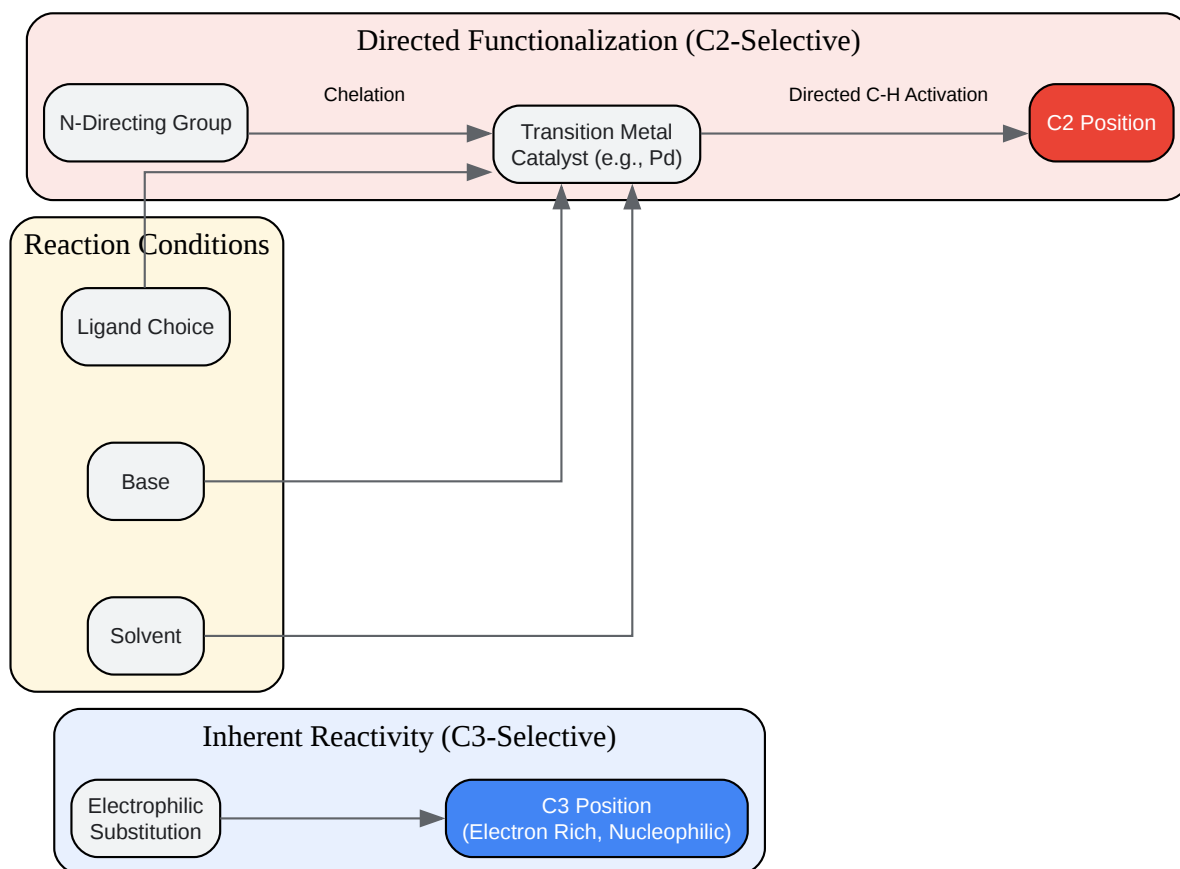 Directed Functionalization (C2-Selective)
N-Directing Group
Chelation
Transition Metal
Catalyst (e.g., Pd)
Directed C-H Activation
C2 Position
Reaction Conditions
Ligand Choice
Base
Solvent
Inherent Reactivity (C3-Selective)
Electrophilic
Substitution
C3 Position
(Electron Rich, Nucleophilic)